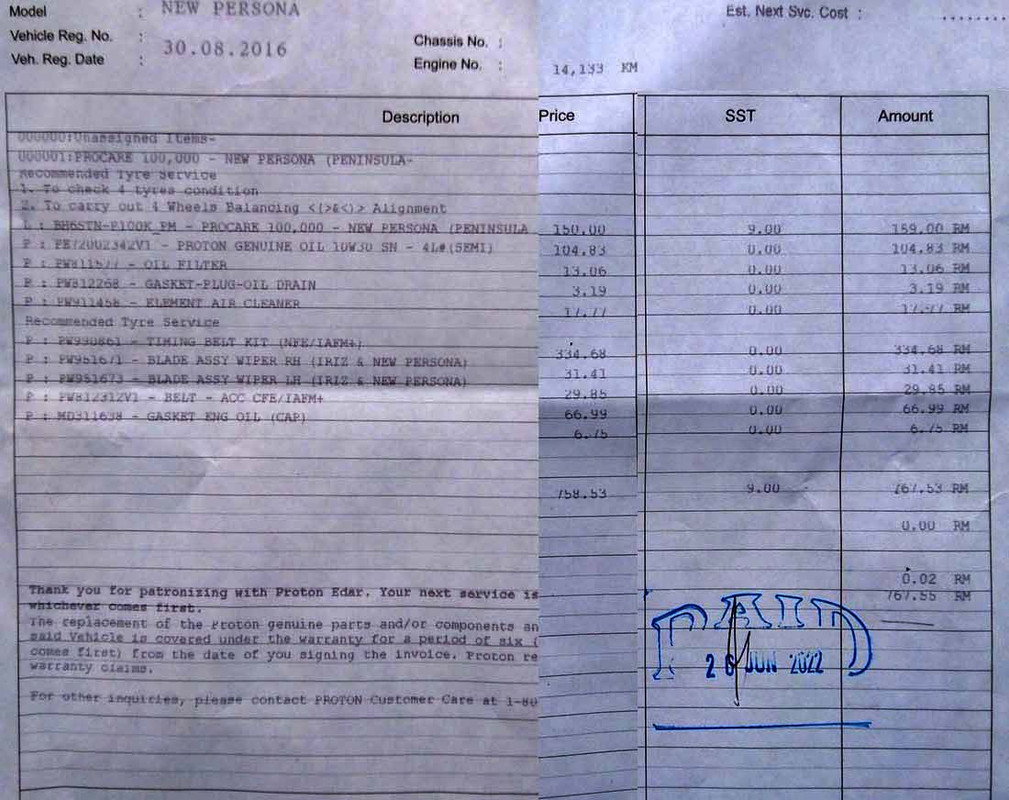 Model : NEW PERSONA
Est. Next Svc. Cost : ........
Vehicle Reg. No. :
Veh. Reg. Date : 30.08.2016
Chassis No. :
Engine No. :
14,133 KM
Description Price SST Amount
000000:Unassigned Items-
000001:PROCARE 100,000 - NEW PERSONA (PENINSULA-
Recommended Tyre Service
1. To check 4 tyres condition
2. To carry out 4 Wheels Balancing <(>&<)> Alignment
L : BH6STN-P100K_PM - PROCARE 100,000 - NEW PERSONA (PENINSULA 150.00 9.00 159.00 RM
P : PE72002342V1 - PROTON GENUINE OIL 10W30 SN - 4L#(SEMI) 104.83 0.00 104.83 RM
P : PW811577 - OIL FILTER 13.06 0.00 13.06 RM
P : PW812268 - GASKET-PLUG-OIL DRAIN 3.19 0.00 3.19 RM
P : PW911458 - ELEMENT AIR CLEANER 17.77 0.00 17.77 RM
Recommended Tyre Service
P : PW990861 - TIMING BELT KIT (NFE/IAFM+) 334.68 0.00 334.68 RM
P : PW951671 - BLADE ASSY WIPER RH (IRIZ & NEW PERSONA) 31.41 0.00 31.41 RM
P : PW951673 - BLADE ASSY WIPER LH (IRIZ & NEW PERSONA) 29.85 0.00 29.85 RM
P : PW812312V1 - BELT - ACC CFE/IAFM+ 66.99 0.00 66.99 RM
P : MD311638 - GASKET ENG OIL (CAP) 6.75 0.00 6.75 RM
758.53 9.00 767.53 RM
0.00 RM
0.02 RM
767.55 RM
Thank you for patronizing with Proton Edar. Your next service is
whichever comes first.
The replacement of the Proton genuine parts and/or components an
said Vehicle is covered under the warranty for a period of six (
comes first) from the date of you signing the invoice. Proton re
warranty claims.
For other inquiries, please contact PROTON Customer Care at 1-80
PAID
26 JUN 2022